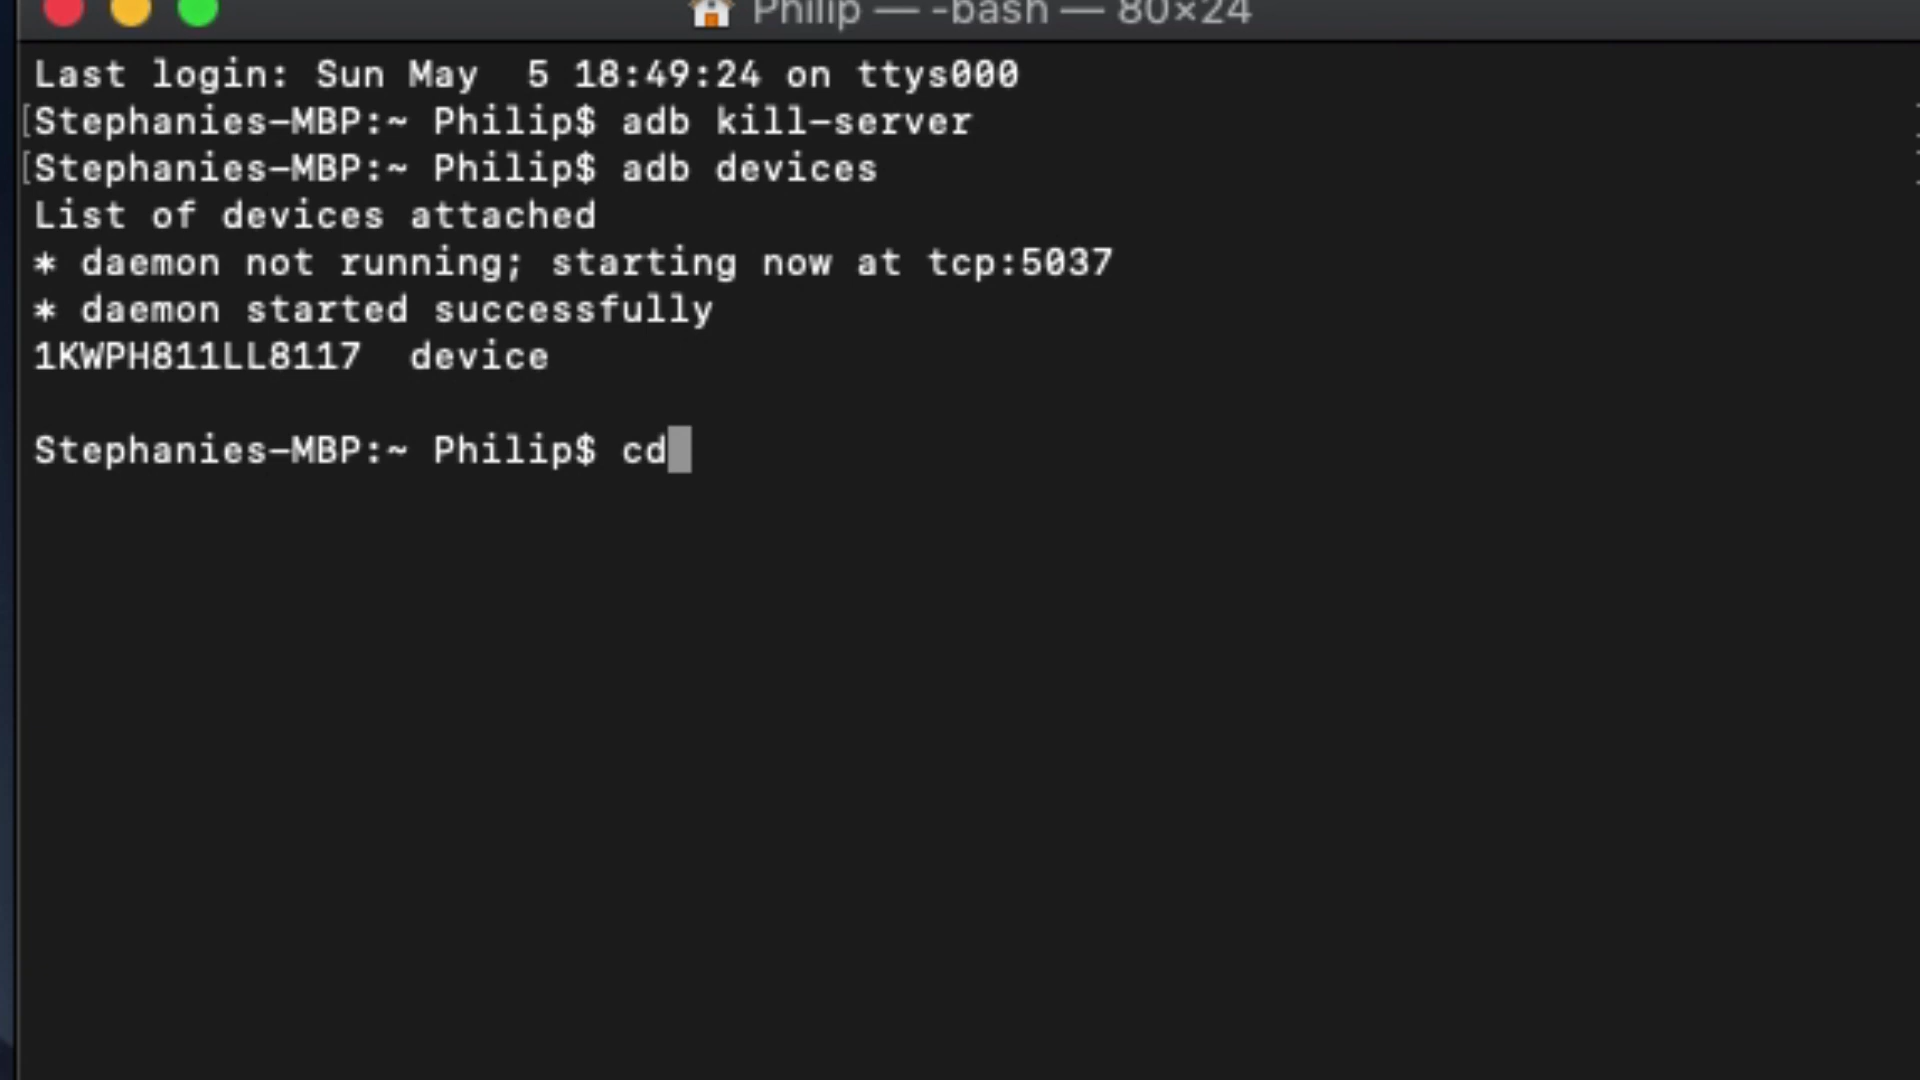 Philip — -bash — 80×24
Last login: Sun May  5 18:49:24 on ttys000
[Stephanies-MBP:~ Philip$ adb kill-server
[Stephanies-MBP:~ Philip$ adb devices
List of devices attached
* daemon not running; starting now at tcp:5037
* daemon started successfully
1KWPH811LL8117  device
Stephanies-MBP:~ Philip$ cd